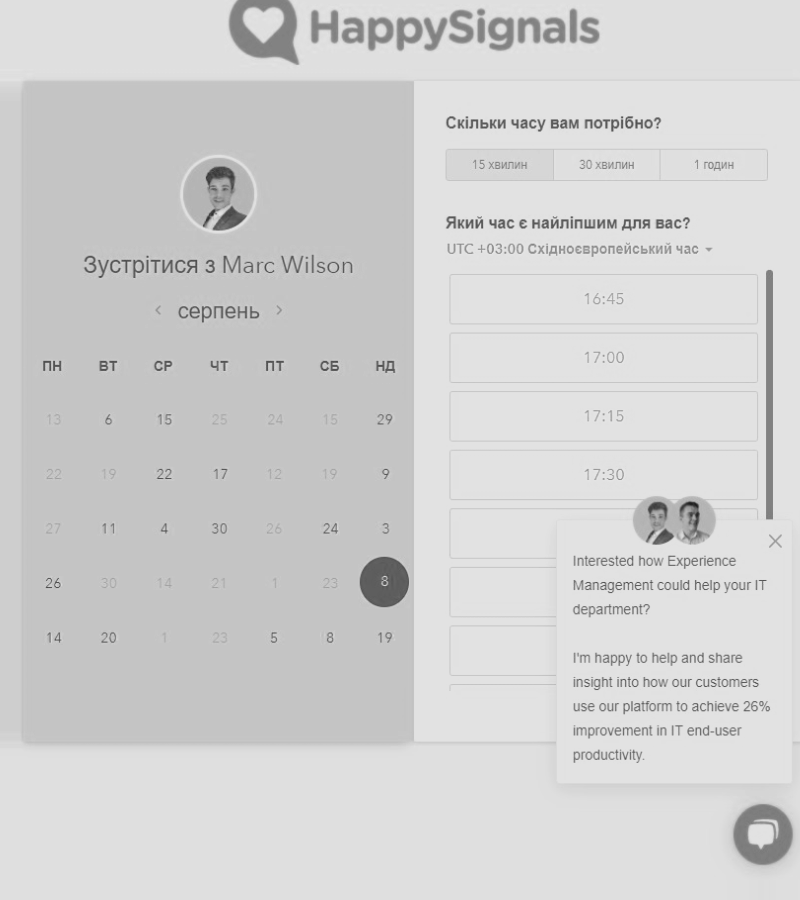 HappySignals
Зустрітися з Marc Wilson
серпень
ПН ВТ СР ЧТ ПТ СБ НД
13 6 15 25 24 15 29
22 19 22 17 12 19 9
27 11 4 30 26 24 3
26 30 14 21 1 23 8
14 20 1 23 5 8 19
Скільки часу вам потрібно?
15 хвилин 30 хвилин 1 годин
Який час є найліпшим для вас?
UTC +03:00 Східноєвропейський час
16:45
17:00
17:15
17:30
Interested how Experience
Management could help your IT
department?
I'm happy to help and share
insight into how our customers
use our platform to achieve 26%
improvement in IT end-user
productivity.